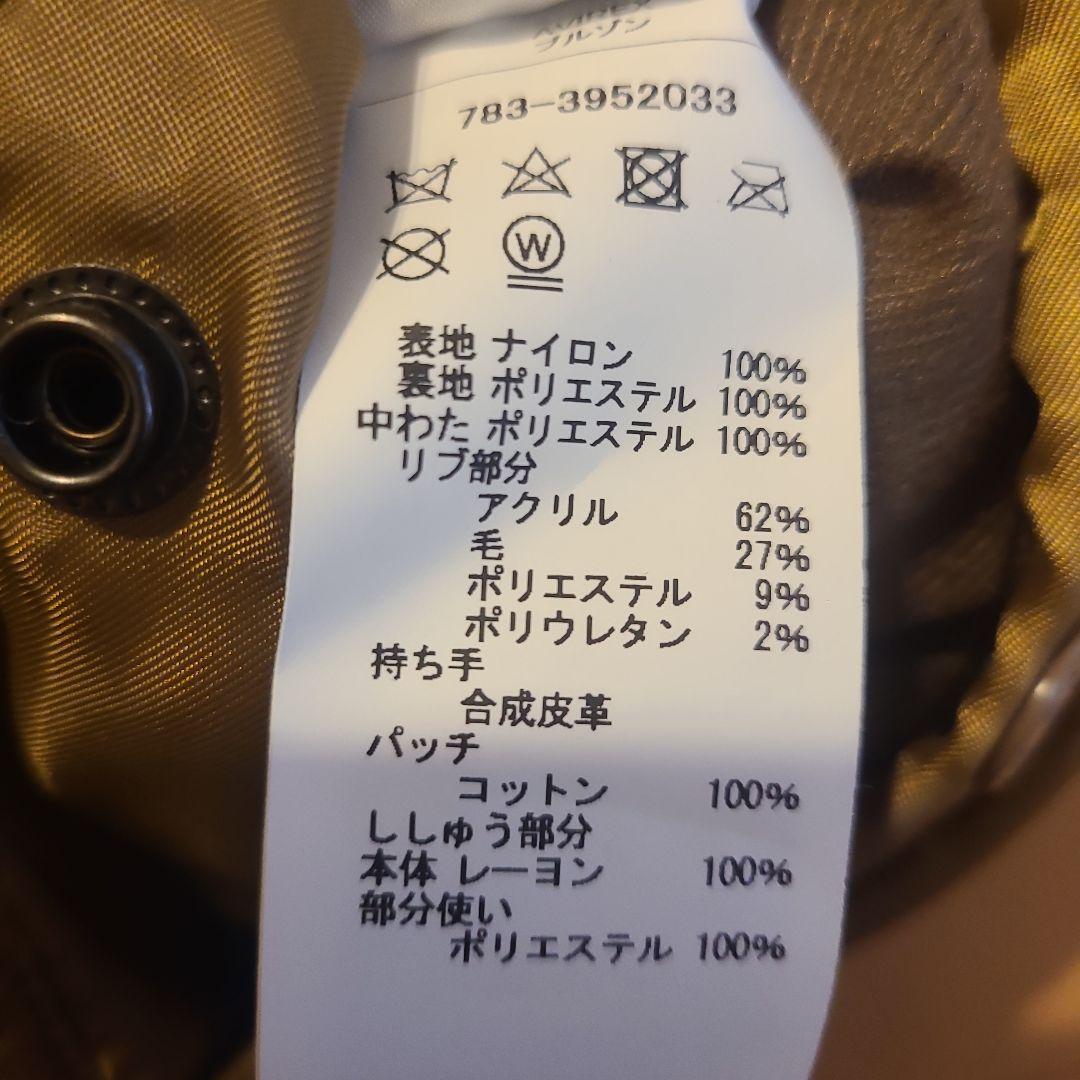 ブルゾン
783-3952033
W
表地 ナイロン 100%
裏地 ポリエステル 100%
中わた ポリエステル 100%
リブ部分
アクリル 62%
毛 27%
ポリエステル 9%
ポリウレタン 2%
持ち手
合成皮革
パッチ
コットン 100%
ししゅう部分
本体 レーヨン 100%
部分使い
ポリエステル 100%